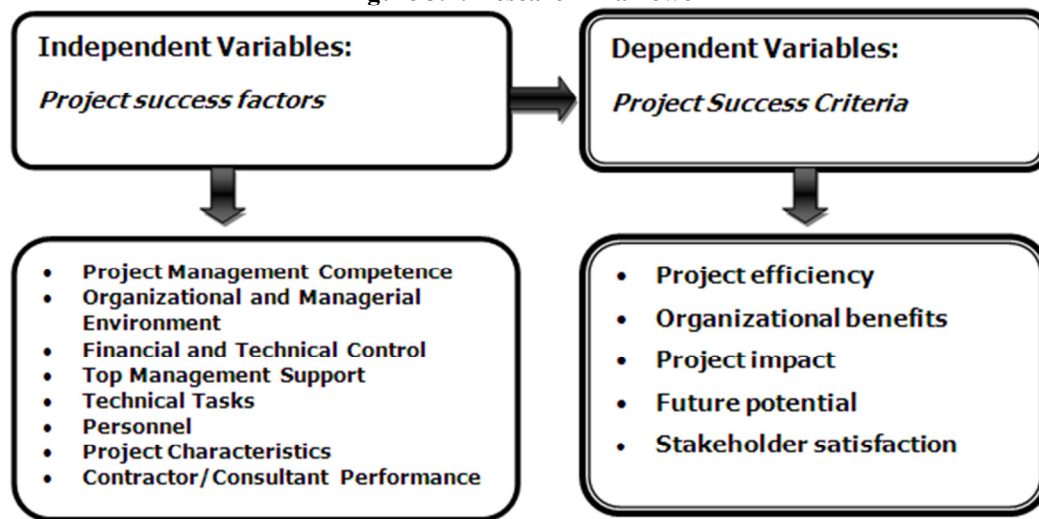 Independent Variables:
Project success factors
Dependent Variables:
Project Success Criteria
• Project Management Competence
• Organizational and Managerial
Environment
• Financial and Technical Control
• Top Management Support
• Technical Tasks
• Personnel
• Project Characteristics
• Contractor/Consultant Performance
• Project efficiency
• Organizational benefits
• Project impact
• Future potential
• Stakeholder satisfaction